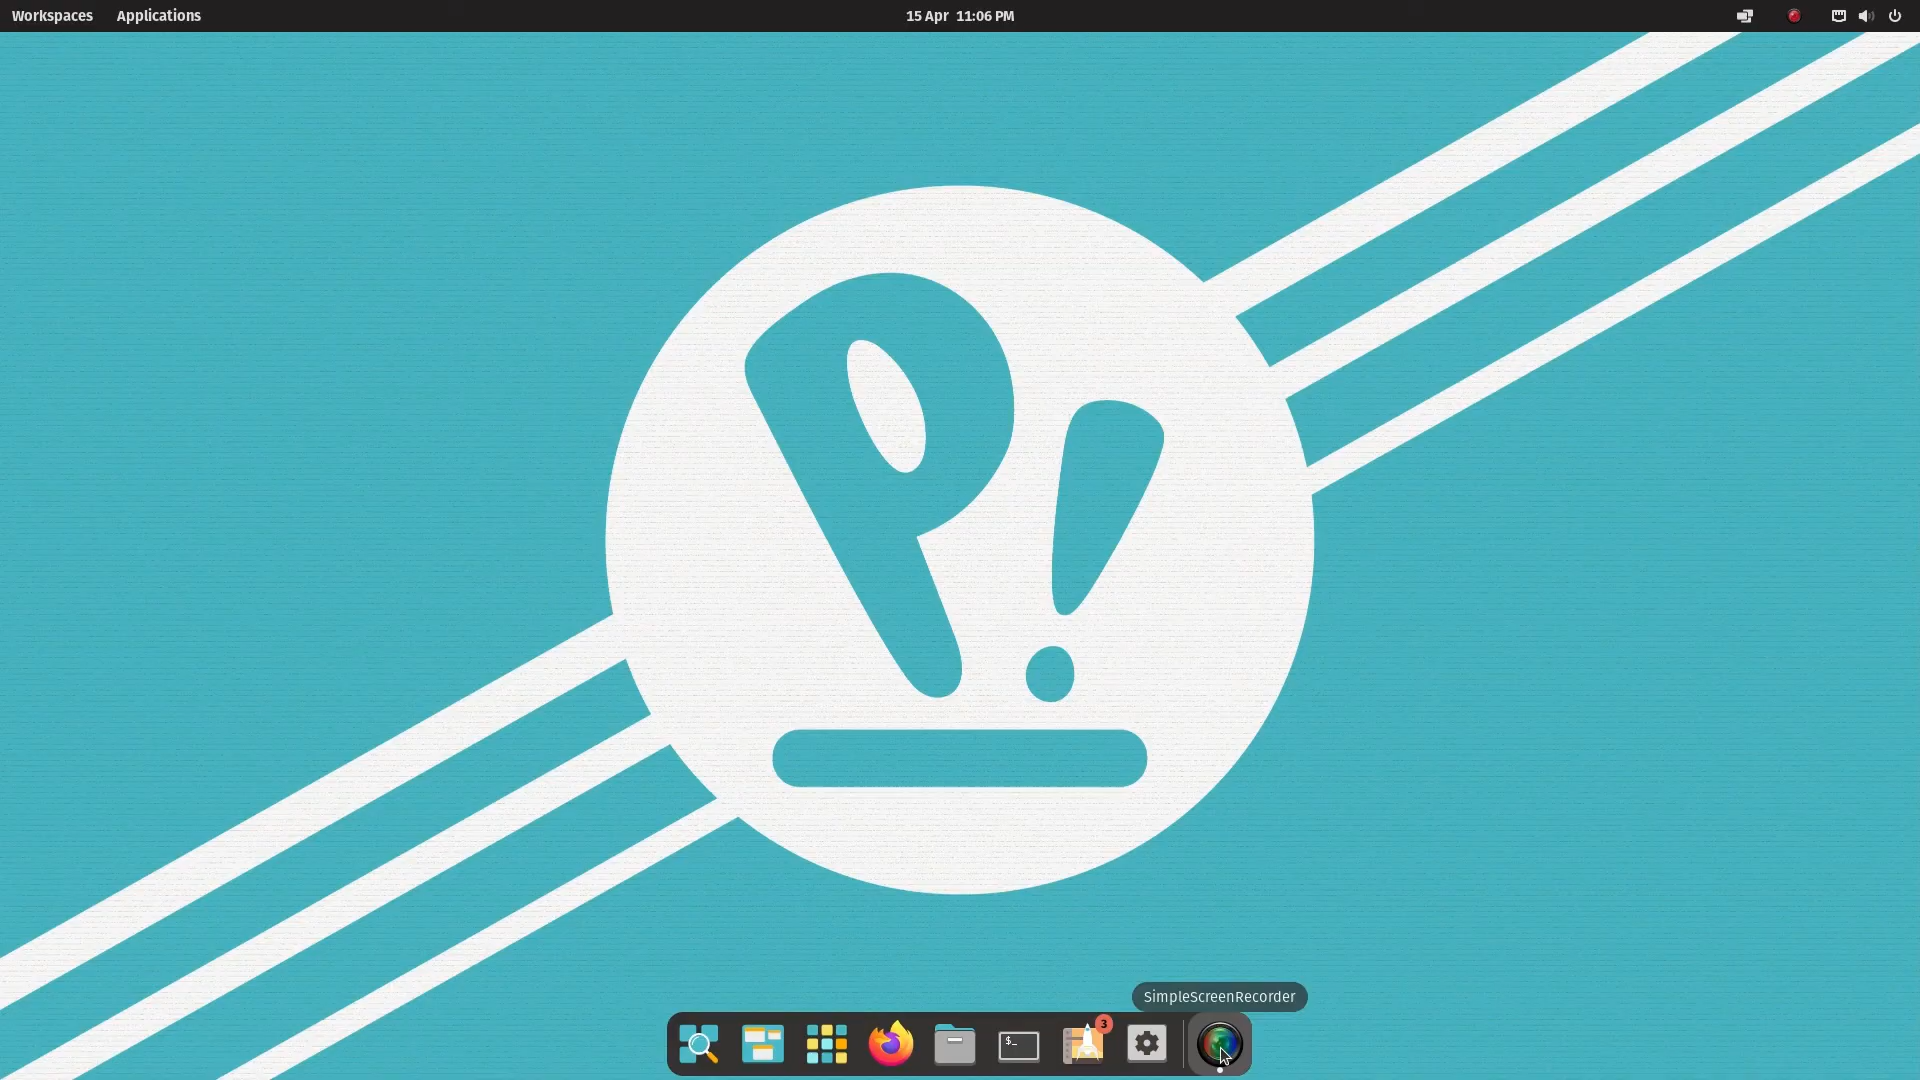 Workspaces Applications 15 Apr 11:06 PM
P!
SimpleScreenRecorder
$_ 3